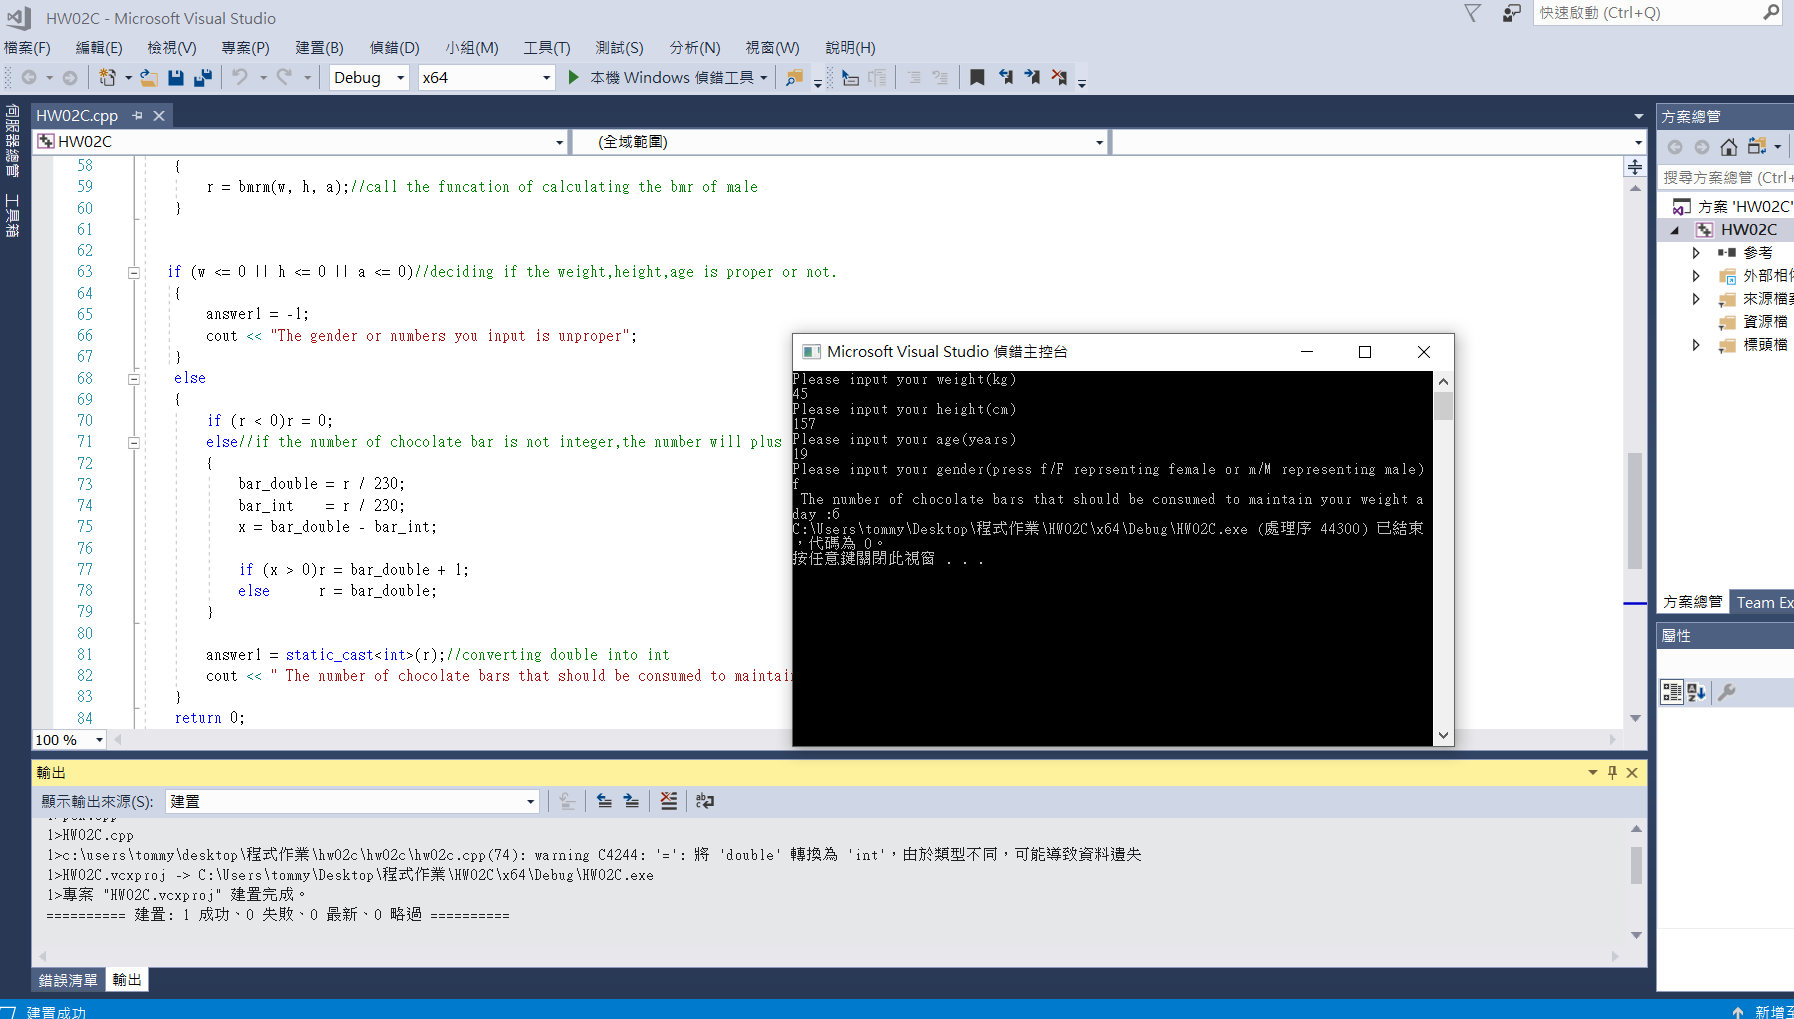 HW02C - Microsoft Visual Studio
快速啟動 (Ctrl+Q)
檔案(F) 編輯(E) 檢視(V) 專案(P) 建置(B) 偵錯(D) 小組(M) 工具(T) 測試(S) 分析(N) 視窗(W) 說明(H)
Debug x64 本機 Windows 偵錯工具
伺服器總管
工具箱
HW02C.cpp
HW02C (全域範圍)
58 {
59 r = bmrm(w, h, a);//call the funcation of calculating the bmr of male
60 }
61
62
63 if (w <= 0 || h <= 0 || a <= 0)//deciding if the weight,height,age is proper or not.
64 {
65 answer1 = -1;
66 cout << "The gender or numbers you input is unproper";
67 }
68 else
69 {
70 if (r < 0)r = 0;
71 else//if the number of chocolate bar is not integer,the number will plus
72 {
73 bar_double = r / 230;
74 bar_int = r / 230;
75 x = bar_double - bar_int;
76
77 if (x > 0)r = bar_double + 1;
78 else r = bar_double;
79 }
80
81 answer1 = static_cast<int>(r);//converting double into int
82 cout << " The number of chocolate bars that should be consumed to maintain
83 }
84 return 0;
100 %
Microsoft Visual Studio 偵錯主控台
Please input your weight(kg)
45
Please input your height(cm)
157
Please input your age(years)
19
Please input your gender(press f/F reprsenting female or m/M representing male)
f
The number of chocolate bars that should be consumed to maintain your weight a
day :6
C:\Users\tommy\Desktop\程式作業\HW02C\x64\Debug\HW02C.exe (處理序 44300) 已結束
，代碼為 0。
按任意鍵關閉此視窗 . . .
方案總管
搜尋方案總管 (Ctrl+
方案 'HW02C'
HW02C
參考
外部相依
來源檔案
資源檔
標頭檔
方案總管 Team Ex
屬性
輸出
顯示輸出來源(S): 建置
1>HW02C.cpp
1>c:\users\tommy\desktop\程式作業\hw02c\hw02c\hw02c.cpp(74): warning C4244: '=': 將 'double' 轉換為 'int'，由於類型不同，可能導致資料遺失
1>HW02C.vcxproj -> C:\Users\tommy\Desktop\程式作業\HW02C\x64\Debug\HW02C.exe
1>專案 "HW02C.vcxproj" 建置完成。
========== 建置: 1 成功、0 失敗、0 最新、0 略過 ==========
錯誤清單 輸出
建置成功
新增至